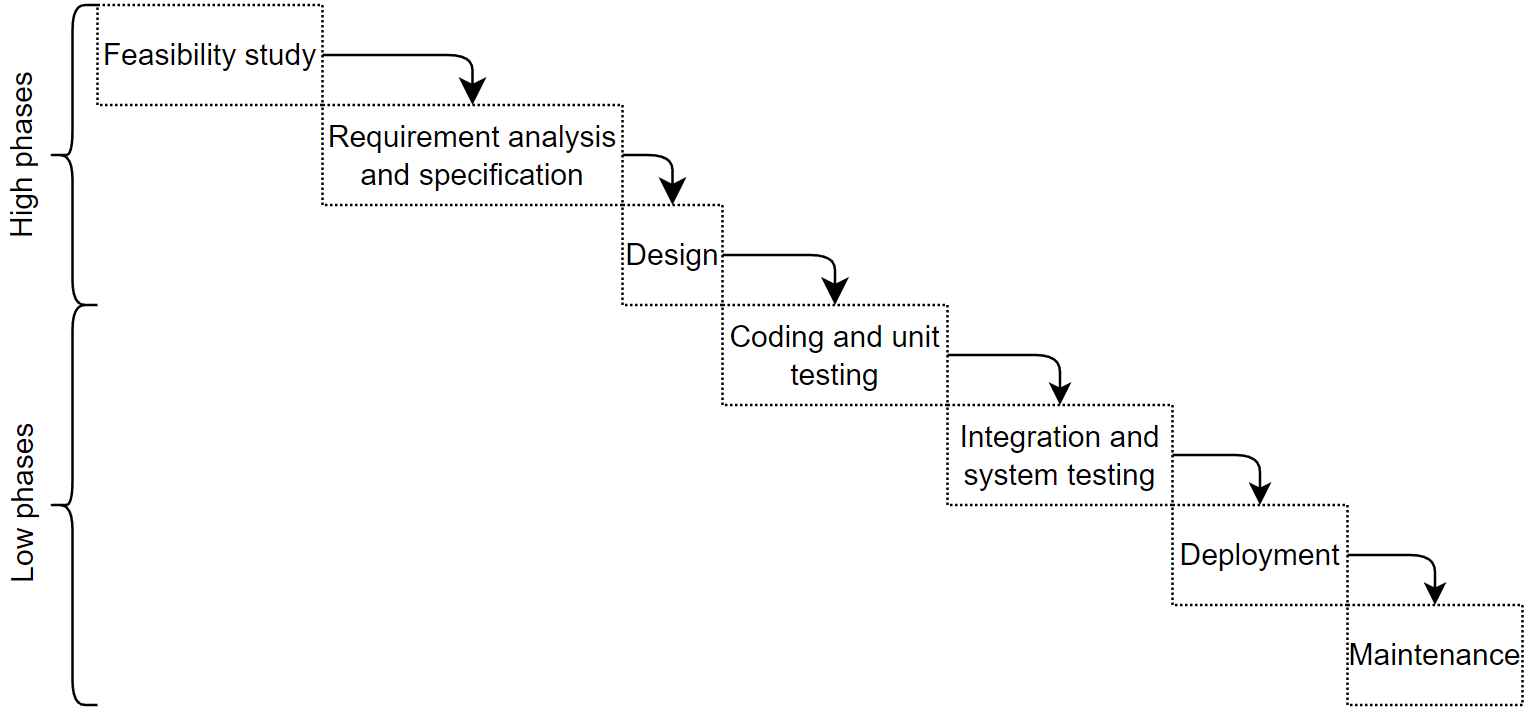 High phases
Feasibility study
Requirement analysis
and specification
Design
Low phases
Coding and unit
testing
Integration and
system testing
Deployment
Maintenance